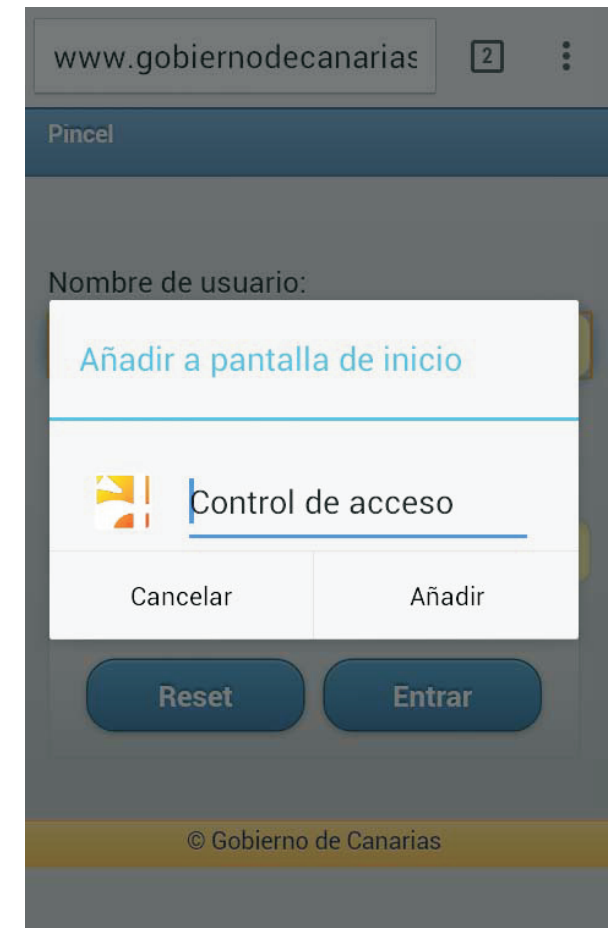 www.gobiernodecanarias
2
Pincel
Nombre de usuario:
Añadir a pantalla de inicio
Control de acceso
Cancelar
Añadir
Reset
Entrar
© Gobierno de Canarias